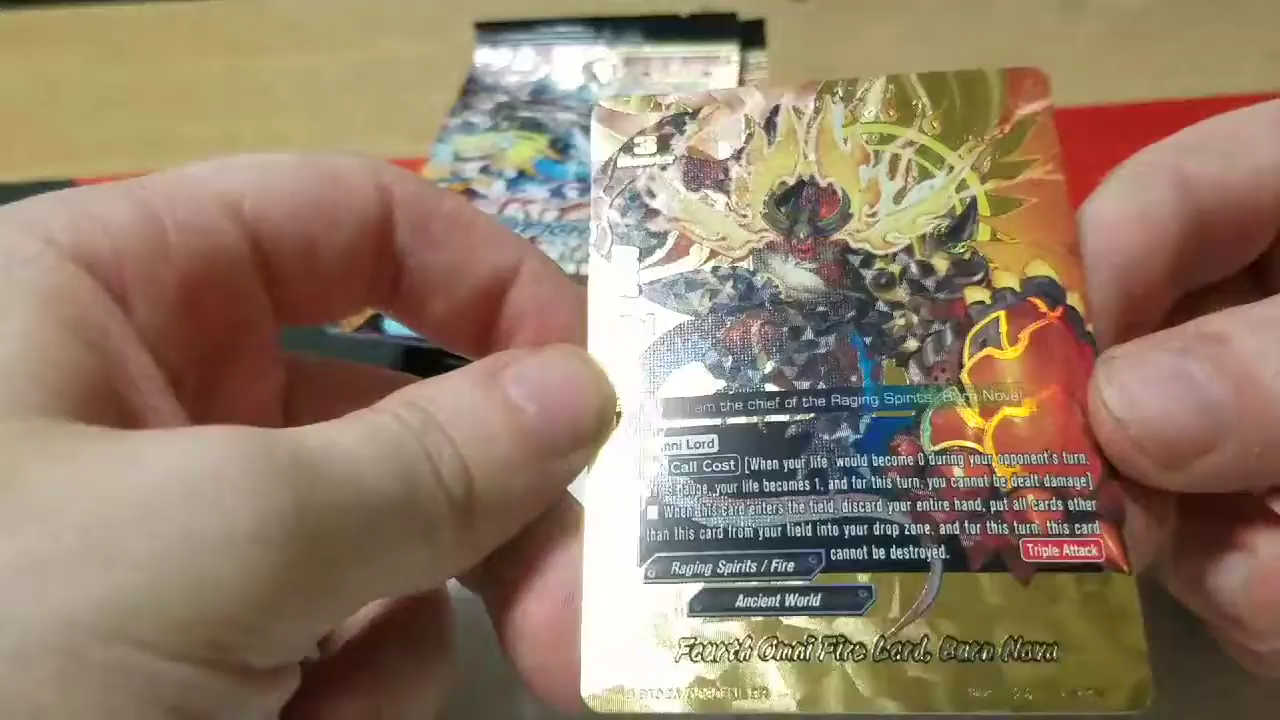 3
I am the chief of the Raging Spirits, Burn Nova!
Omni Lord
Call Cost [When your life would become 0 during your opponent's turn,
gauge, your life becomes 1, and for this turn, you cannot be dealt damage]
■ When this card enters the field, discard your entire hand, put all cards other
than this card from your field into your drop zone, and for this turn, this card
cannot be destroyed.
Triple Attack
Raging Spirits / Fire
Ancient World
Fourth Omni Fire Lord, Burn Nova